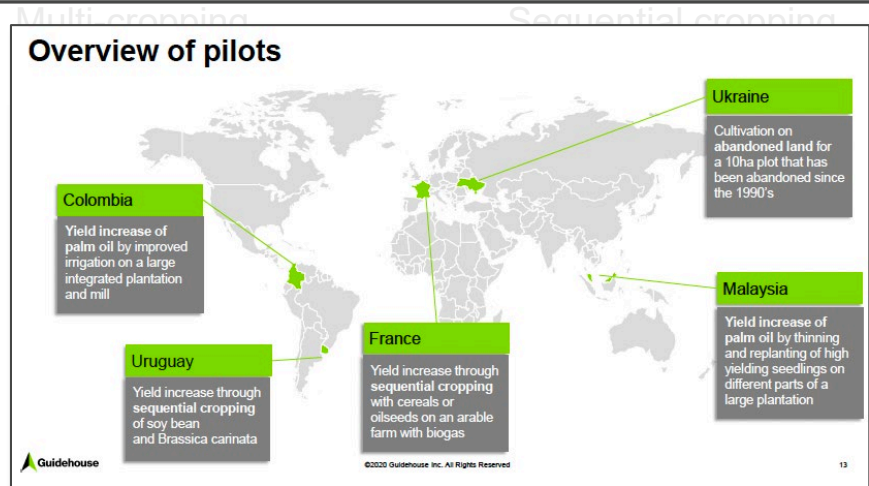 Multi-cropping
Sequential cropping
Overview of pilots
Ukraine
Cultivation on
abandoned land for
a 10ha plot that has
been abandoned since
the 1990's
Colombia
Yield increase of
palm oil by improved
irrigation on a large
integrated plantation
and mill
Malaysia
Yield increase of
palm oil by thinning
and replanting of high
yielding seedlings on
different parts of a
large plantation
France
Yield increase through
sequential cropping
with cereals or
oilseeds on an arable
farm with biogas
Uruguay
Yield increase through
sequential cropping
of soy bean
and Brassica carinata
Guidehouse
©2020 Guidehouse Inc. All Rights Reserved
13